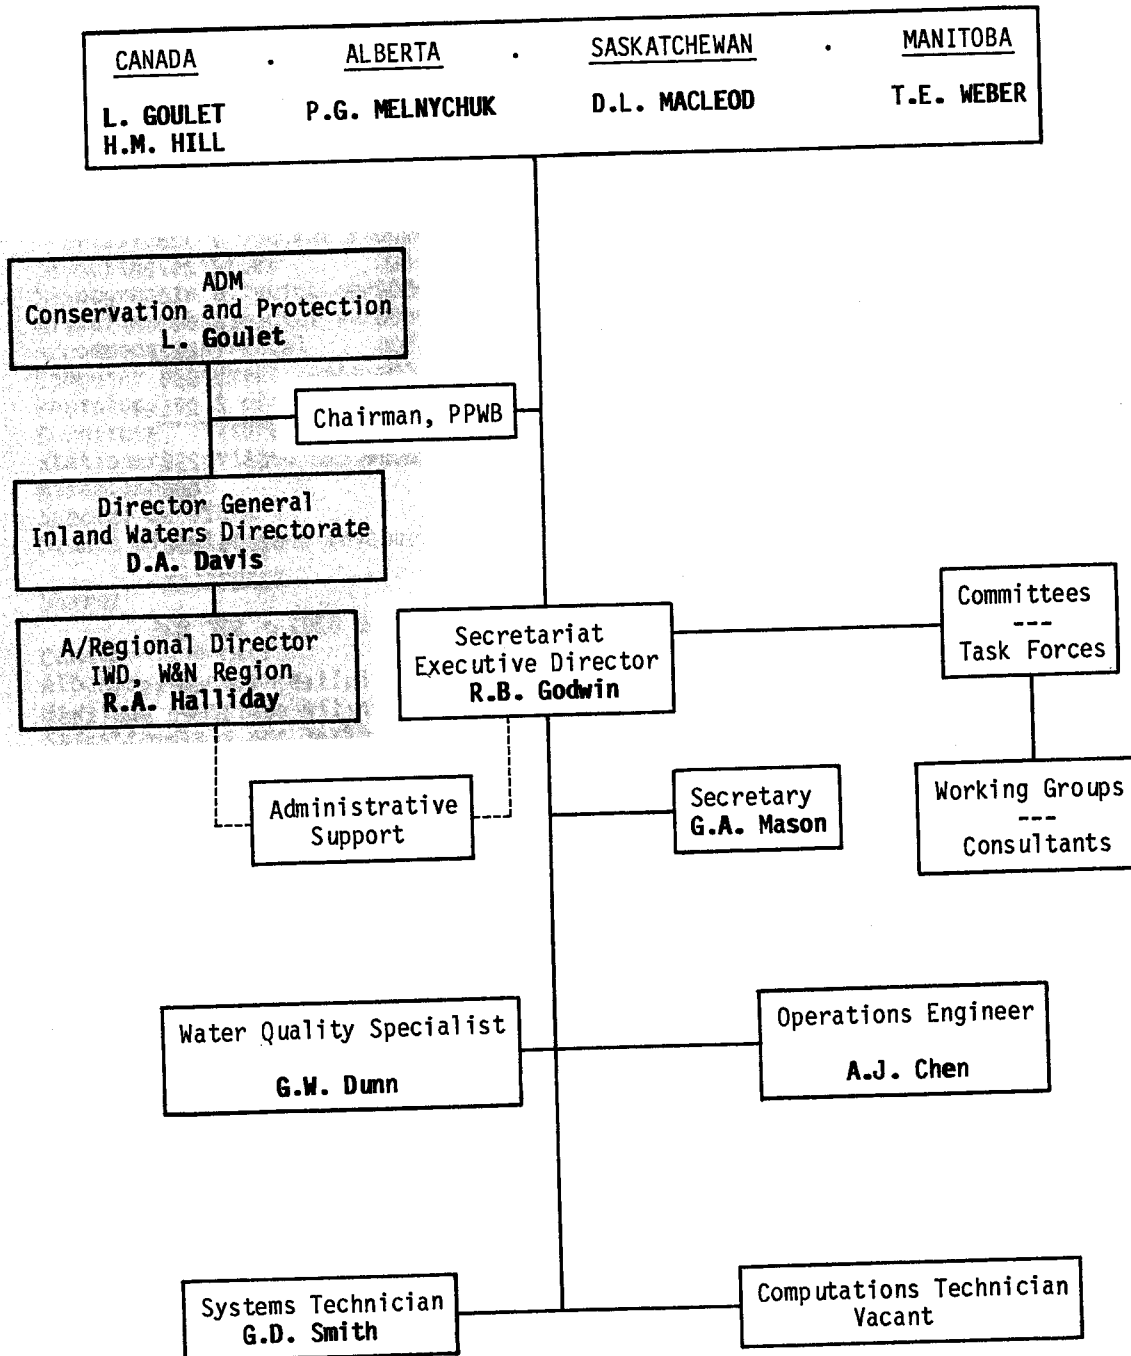 CANADA . ALBERTA . SASKATCHEWAN . MANITOBA
L. GOULET P.G. MELNYCHUK D.L. MACLEOD T.E. WEBER
H.M. HILL
ADM
Conservation and Protection
L. Goulet
Chairman, PPWB
Director General
Inland Waters Directorate
D.A. Davis
A/Regional Director
IWD, W&N Region
R.A. Halliday
Secretariat
Executive Director
R.B. Godwin
Committees
---
Task Forces
Administrative
Support
Secretary
G.A. Mason
Working Groups
---
Consultants
Water Quality Specialist
G.W. Dunn
Operations Engineer
A.J. Chen
Systems Technician
G.D. Smith
Computations Technician
Vacant